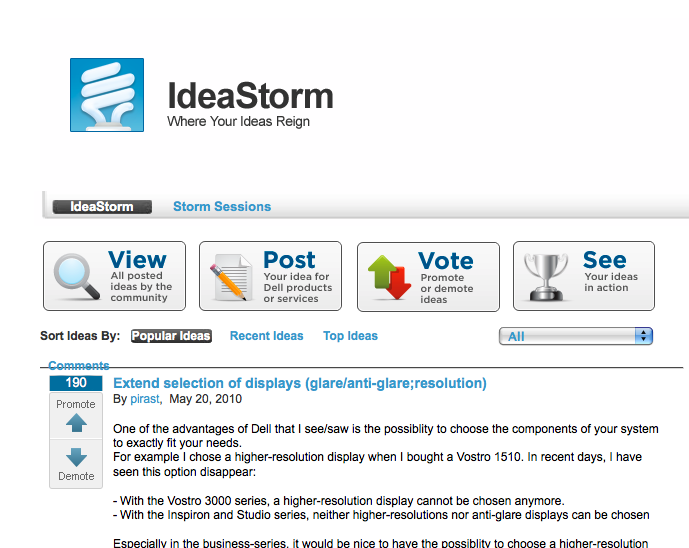 IdeaStorm
Where Your Ideas Reign
IdeaStorm Storm Sessions
View
All posted
ideas by the
community
Post
Your idea for
Dell products
or services
Vote
Promote
or demote
ideas
See
Your ideas
in action
Sort Ideas By: Popular Ideas Recent Ideas Top Ideas All
Comments
190
Promote
Demote
Extend selection of displays (glare/anti-glare;resolution)
By pirast, May 20, 2010
One of the advantages of Dell that I see/saw is the possiblity to choose the components of your system
to exactly fit your needs.
For example I chose a higher-resolution display when I bought a Vostro 1510. In recent days, I have
seen this option disappear:
- With the Vostro 3000 series, a higher-resolution display cannot be chosen anymore.
- With the Inspiron and Studio series, neither higher-resolutions nor anti-glare displays can be chosen
Especially in the business-series, it would be nice to have the possiblity to choose a higher-resolution